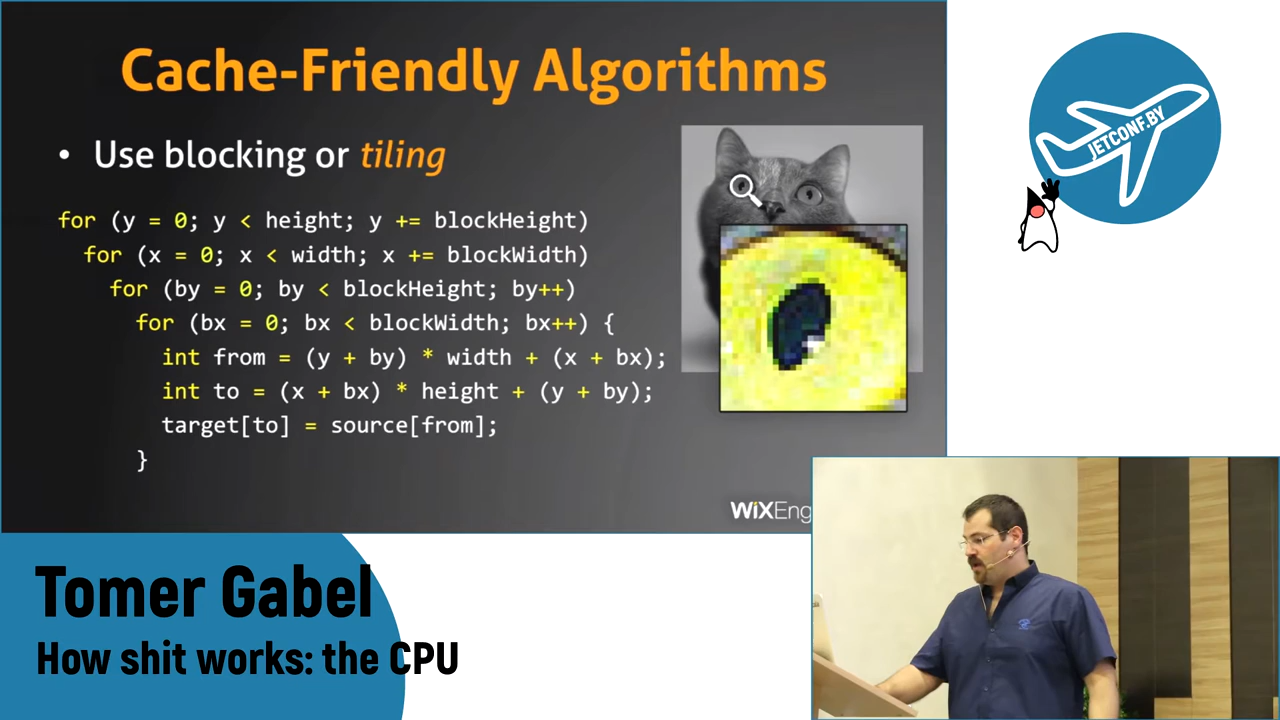 Cache-Friendly Algorithms
• Use blocking or tiling
for (y = 0; y < height; y += blockHeight)
for (x = 0; x < width; x += blockWidth)
for (by = 0; by < blockHeight; by++)
for (bx = 0; bx < blockWidth; bx++) {
int from = (y + by) * width + (x + bx);
int to = (x + bx) * height + (y + by);
target[to] = source[from];
}
WiXEng
JETCONF.BY
Tomer Gabel
How shit works: the CPU